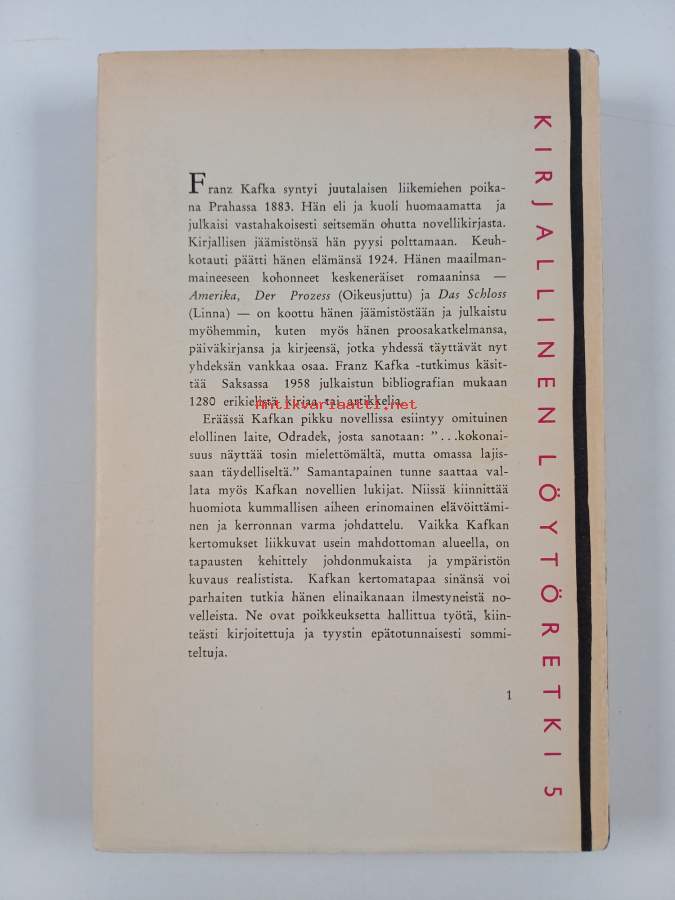 Franz Kafka syntyi juutalaisen liikemiehen poika-
na Prahassa 1883. Hän eli ja kuoli huomaamatta ja
julkaisi vastahakoisesti seitsemän ohutta novellikirjasta.
Kirjallisen jäämistönsä hän pyysi polttamaan. Keuh-
kotauti päätti hänen elämänsä 1924. Hänen maailman-
maineeseen kohonneet keskeneräiset romaaninsa —
Amerika, Der Prozess (Oikeusjuttu) ja Das Schloss
(Linna) — on koottu hänen jäämistöstään ja julkaistu
myöhemmin, kuten myös hänen proosakatkelmansa,
päiväkirjansa ja kirjeensä, jotka yhdessä täyttävät nyt
yhdeksän vankkaa osaa. Franz Kafka -tutkimus käsit-
tää Saksassa 1958 julkaistun bibliografian mukaan
1280 erikielistä kirjaa tai artikkelia.
Antikvariaatti.net
Eräässä Kafkan pikku novellissa esiintyy omituinen
elollinen laite, Odradek, josta sanotaan: ”...kokonai-
suus näyttää tosin mielettömältä, mutta omassa lajis-
saan täydelliseltä.” Samantapainen tunne saattaa val-
lata myös Kafkan novellien lukijat. Niissä kiinnittää
huomiota kummallisen aiheen erinomainen elävöittämi-
nen ja kerronnan varma johdattelu. Vaikka Kafkan
kertomukset liikkuvat usein mahdottoman alueella, on
tapausten kehittely johdonmukaista ja ympäristön
kuvaus realistista. Kafkan kertomatapaa sinänsä voi
parhaiten tutkia hänen elinaikanaan ilmestyneistä no-
velleista. Ne ovat poikkeuksetta hallittua työtä, kiin-
teästi kirjoitettuja ja tyystin epätotunnaisesti sommi-
teltuja.
1
KIRJALLINEN LÖYTÖRETKI 5